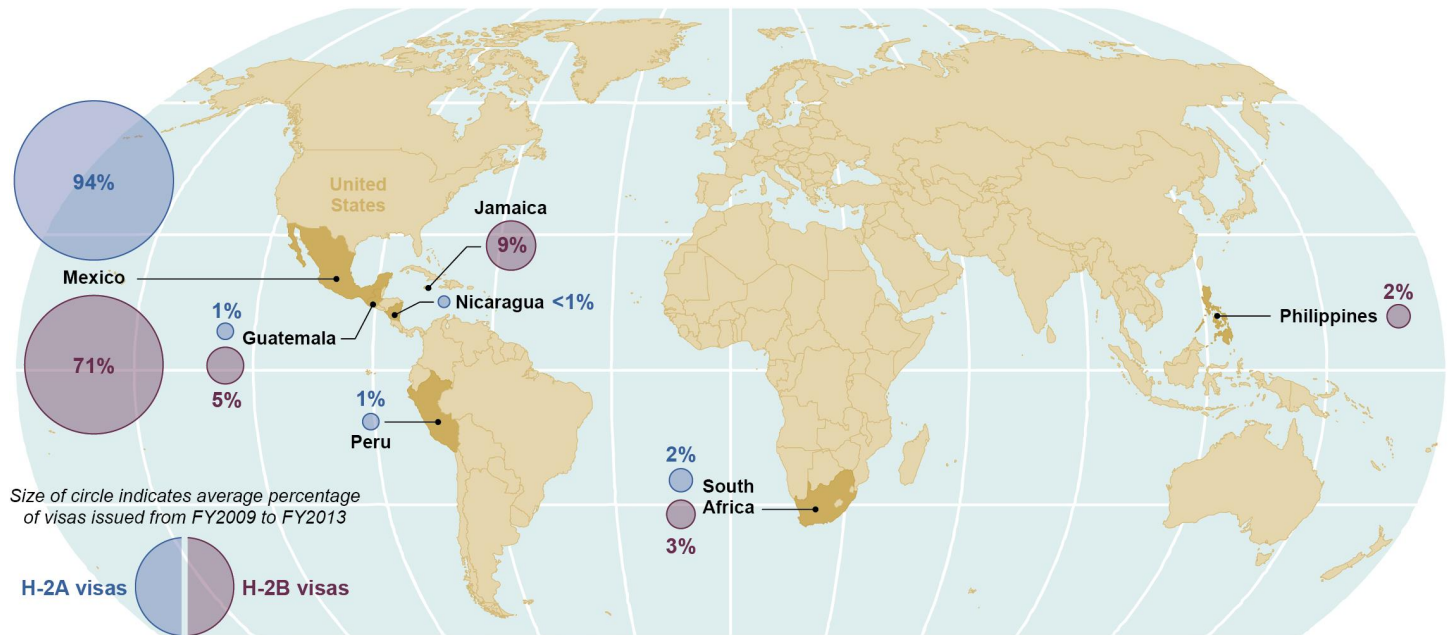 94%
United
States
Jamaica
9%
Mexico
Nicaragua <1%
1%
Guatemala
71%
5%
1%
Peru
2%
Philippines
2%
South
Africa
3%
Size of circle indicates average percentage
of visas issued from FY2009 to FY2013
H-2A visas
H-2B visas